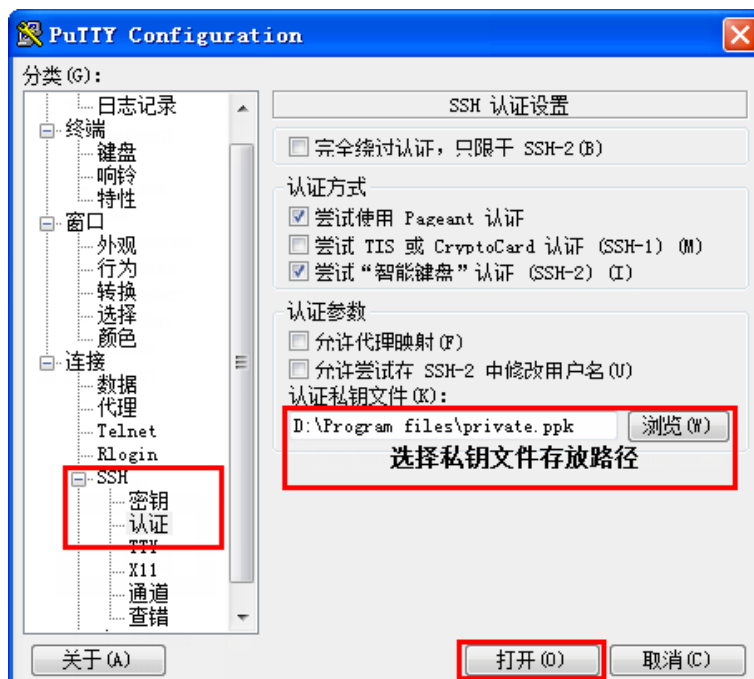 PuTTY Configuration
分类(G):
日志记录
终端
键盘
响铃
特性
窗口
外观
行为
转换
选择
颜色
连接
数据
代理
Telnet
Rlogin
SSH
密钥
认证
TTY
X11
通道
查错
SSH 认证设置
完全绕过认证，只限于 SSH-2(B)
认证方式
尝试使用 Pageant 认证
尝试 TIS 或 CryptoCard 认证 (SSH-1) (M)
尝试“智能键盘”认证 (SSH-2) (I)
认证参数
允许代理映射(F)
允许尝试在 SSH-2 中修改用户名(U)
认证私钥文件(K):
D:\Program files\private.ppk 浏览(W)
选择私钥文件存放路径
关于(A) 打开(O) 取消(C)